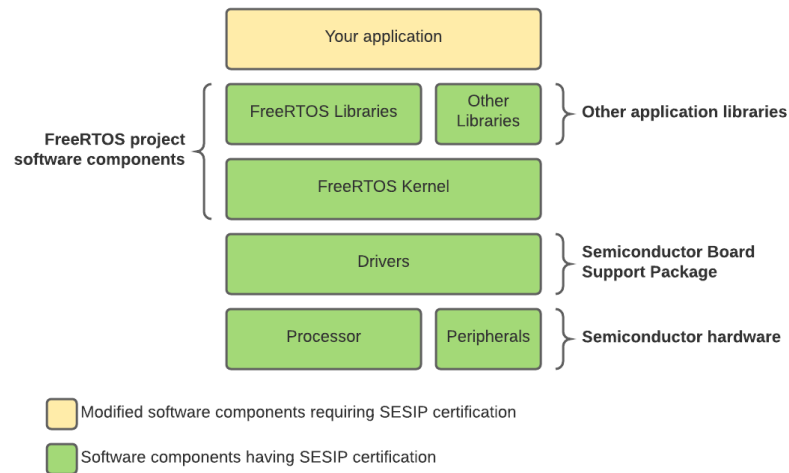 Your application
FreeRTOS Libraries
Other
Libraries
Other application libraries
FreeRTOS project
software components
FreeRTOS Kernel
Drivers
Semiconductor Board
Support Package
Processor
Peripherals
Semiconductor hardware
Modified software components requiring SESIP certification
Software components having SESIP certification